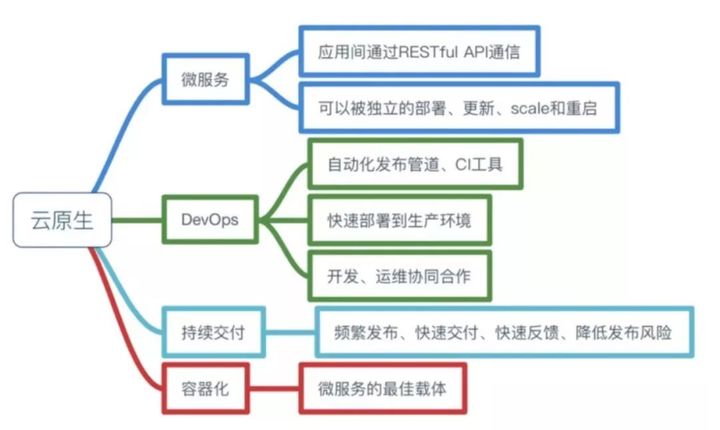 云原生
微服务
应用间通过RESTful API通信
可以被独立的部署、更新、scale和重启
DevOps
自动化发布管道、CI工具
快速部署到生产环境
开发、运维协同合作
持续交付
频繁发布、快速交付、快速反馈、降低发布风险
容器化
微服务的最佳载体